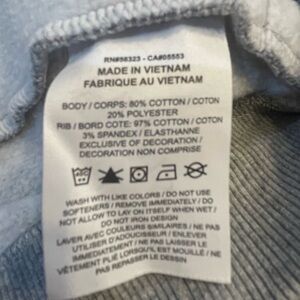 RN#56323 - CA#05553
MADE IN VIETNAM
FABRIQUE AU VIETNAM
BODY / CORPS: 80% COTTON / COTON
20% POLYESTER
RIB / BORD COTE: 97% COTTON / COTON
3% SPANDEX / ELASTHANNE
EXCLUSIVE OF DECORATION /
DECORATION NON COMPRISE
WASH WITH LIKE COLORS / DO NOT USE
SOFTENERS / REMOVE IMMEDIATELY / DO
NOT ALLOW TO LAY ON ITSELF WHEN WET /
DO NOT IRON DESIGN
LAVER AVEC COULEURS SIMILAIRES / NE PAS
UTILISER D'ADOUCISSANT / NE PAS LAISSER LE
VÊTEMENT PLIÉ LORSQU'IL EST MOUILLÉ / NE
PAS REPASSER LE DESSIN